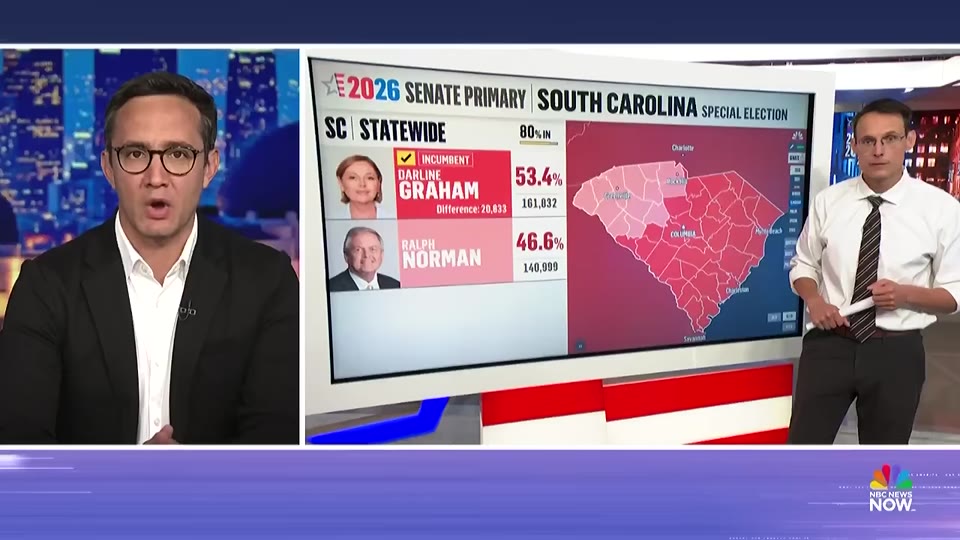 2026 SENATE PRIMARY SOUTH CAROLINA SPECIAL ELECTION
SC STATEWIDE
80% IN
INCUMBENT
DARLINE
GRAHAM
Difference: 20,833
53.4%
161,832
RALPH
NORMAN
46.6%
140,999
Charlotte
Greenville
COLUMBIA
Myrtle Beach
Charleston
Savannah
NBC NEWS
NOW